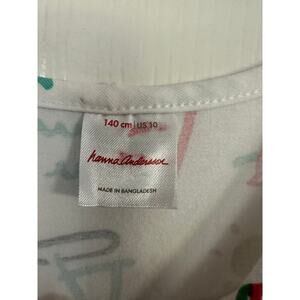 140 cm | US 10
hanna andersson
MADE IN BANGLADESH